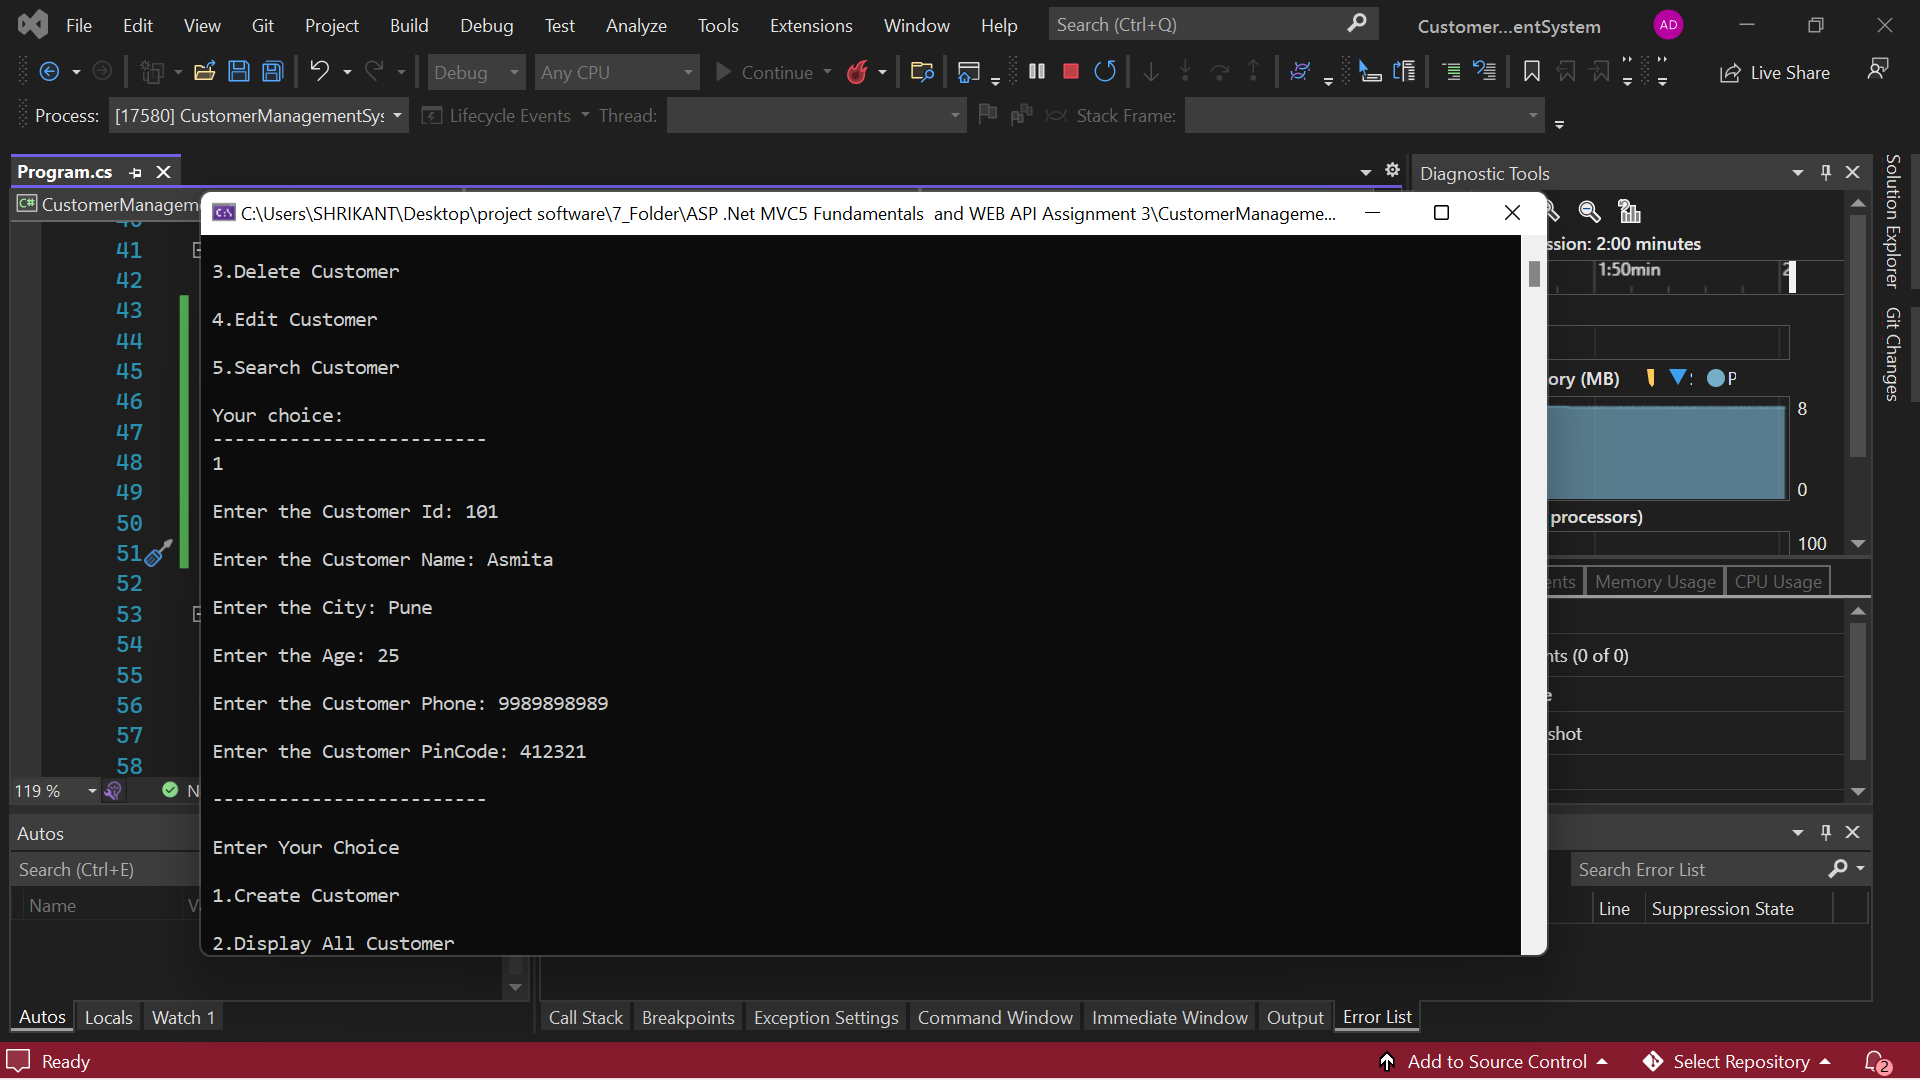 File Edit View Git Project Build Debug Test Analyze Tools Extensions Window Help Search (Ctrl+Q) Customer...entSystem AD
Debug Any CPU Continue Live Share
Process: [17580] CustomerManagementSys Lifecycle Events Thread: Stack Frame:
Program.cs
Diagnostic Tools
C# CustomerManagem
C:\Users\SHRIKANT\Desktop\project software\7_Folder\ASP .Net MVC5 Fundamentals  and WEB API Assignment 3\CustomerManageme...
ssion: 2:00 minutes
1:50min
41
42
43
44
45
46
47
48
49
50
51
52
53
54
55
56
57
58
3.Delete Customer
4.Edit Customer
5.Search Customer
Your choice:
-------------------------
1
Enter the Customer Id: 101
Enter the Customer Name: Asmita
Enter the City: Pune
Enter the Age: 25
Enter the Customer Phone: 9989898989
Enter the Customer PinCode: 412321
-------------------------
Enter Your Choice
1.Create Customer
2.Display All Customer
ory (MB) P
8
0
processors)
100
ents Memory Usage CPU Usage
nts (0 of 0)
e
shot
Solution Explorer
Git Changes
119 % N
Autos
Search (Ctrl+E)
Name
Search Error List
Line Suppression State
Autos Locals Watch 1
Call Stack Breakpoints Exception Settings Command Window Immediate Window Output Error List
Ready Add to Source Control Select Repository 2